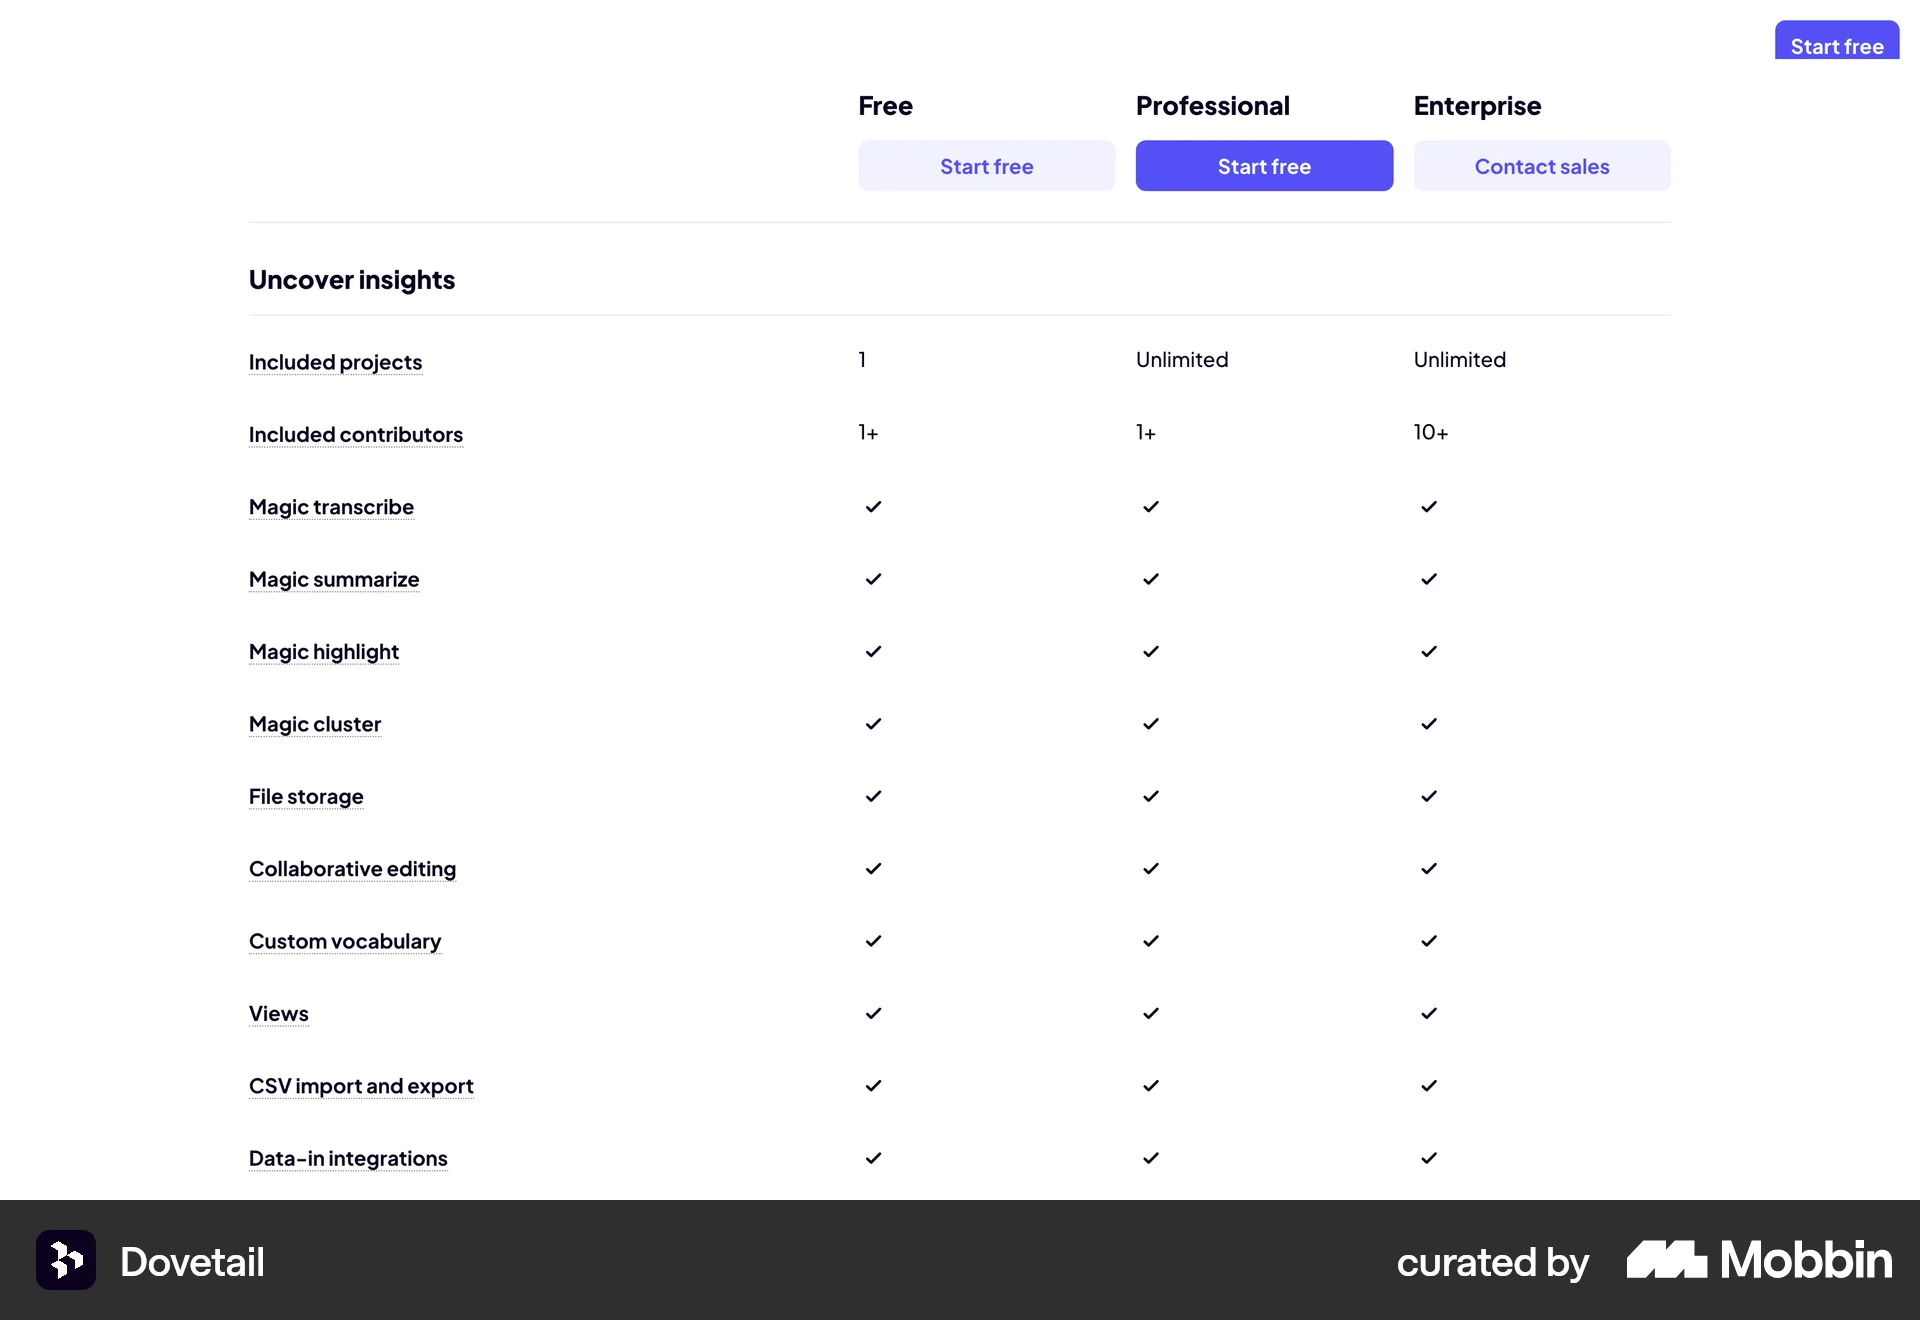 Start free
Free Professional Enterprise
Start free Start free Contact sales
Uncover insights
Included projects 1 Unlimited Unlimited
Included contributors 1+ 1+ 10+
Magic transcribe
Magic summarize
Magic highlight
Magic cluster
File storage
Collaborative editing
Custom vocabulary
Views
CSV import and export
Data-in integrations
Dovetail curated by Mobbin